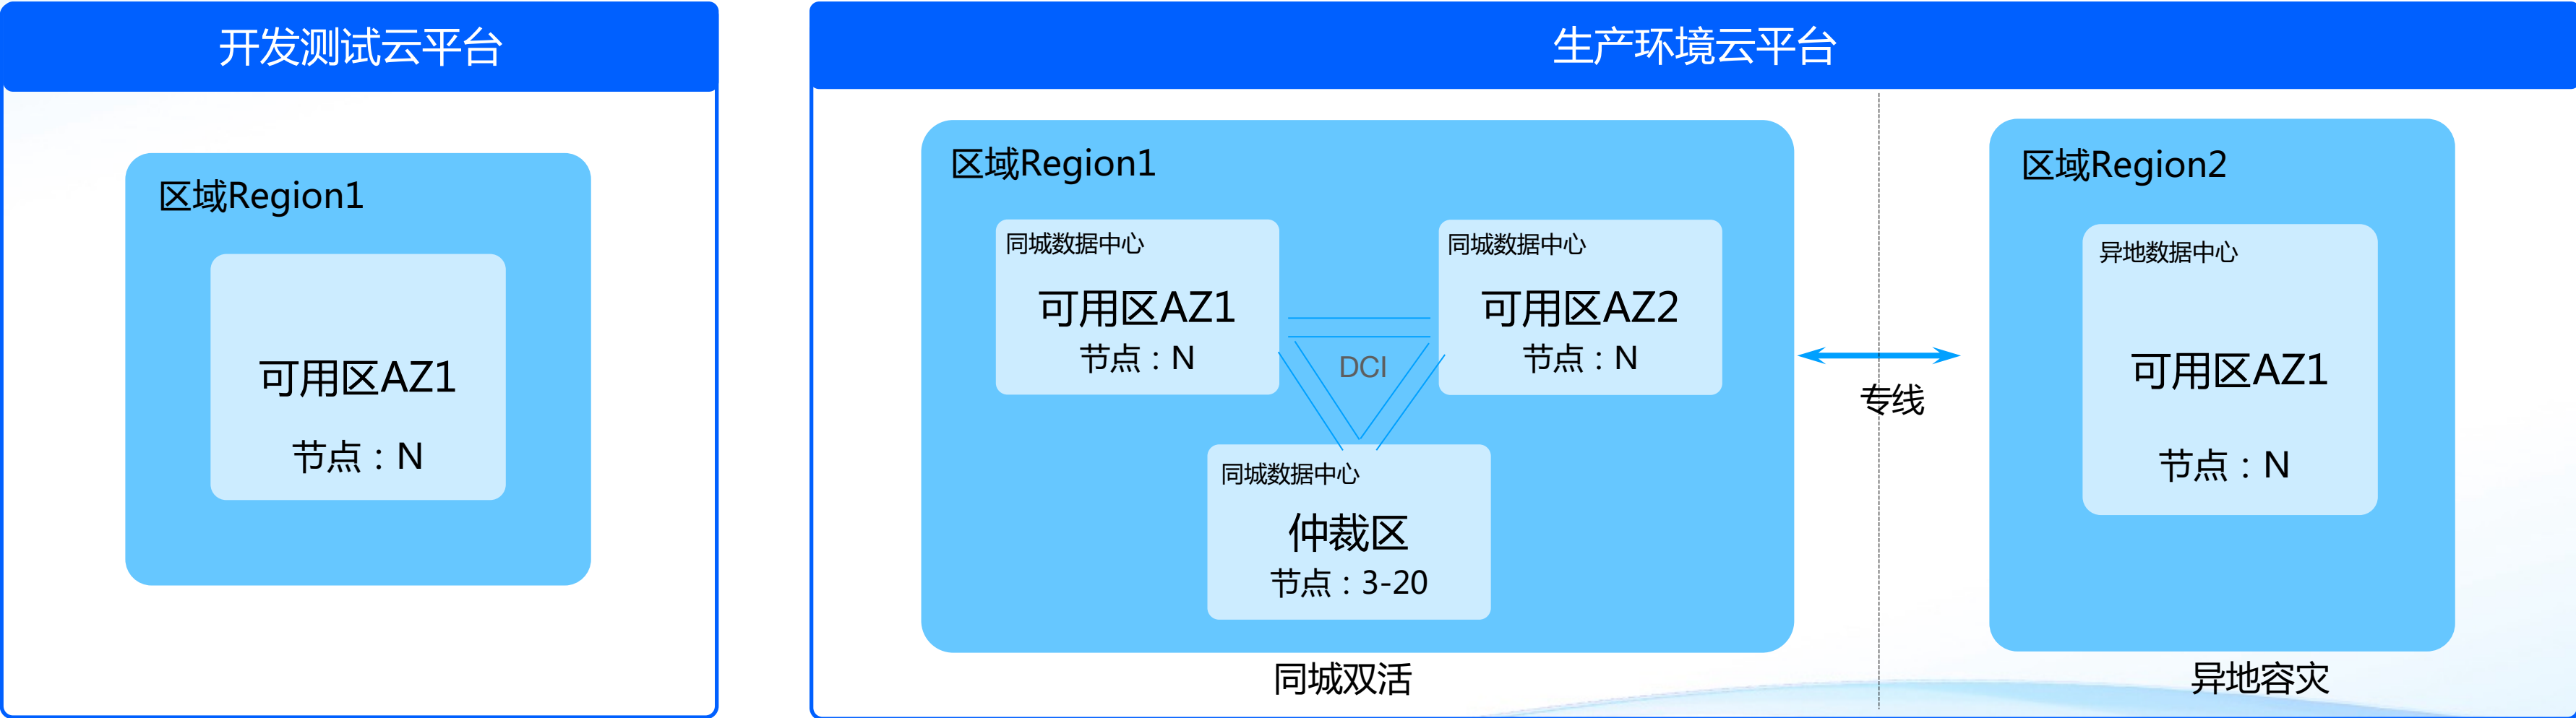 开发测试云平台
区域Region1
可用区AZ1
节点：N
生产环境云平台
区域Region1
同城数据中心
可用区AZ1
节点：N
同城数据中心
可用区AZ2
节点：N
DCI
同城数据中心
仲裁区
节点：3-20
同城双活
专线
区域Region2
异地数据中心
可用区AZ1
节点：N
异地容灾